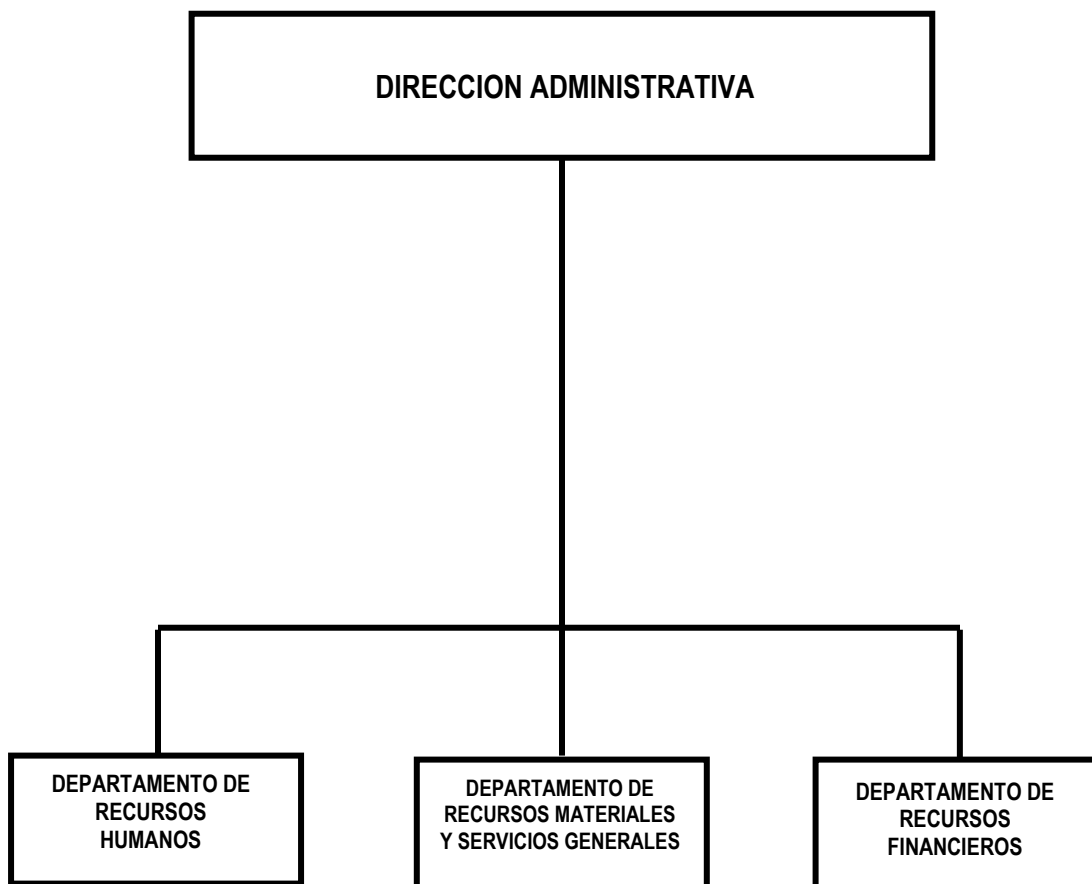 DIRECCION ADMINISTRATIVA
DEPARTAMENTO DE
RECURSOS
HUMANOS
DEPARTAMENTO DE
RECURSOS MATERIALES
Y SERVICIOS GENERALES
DEPARTAMENTO DE
RECURSOS
FINANCIEROS